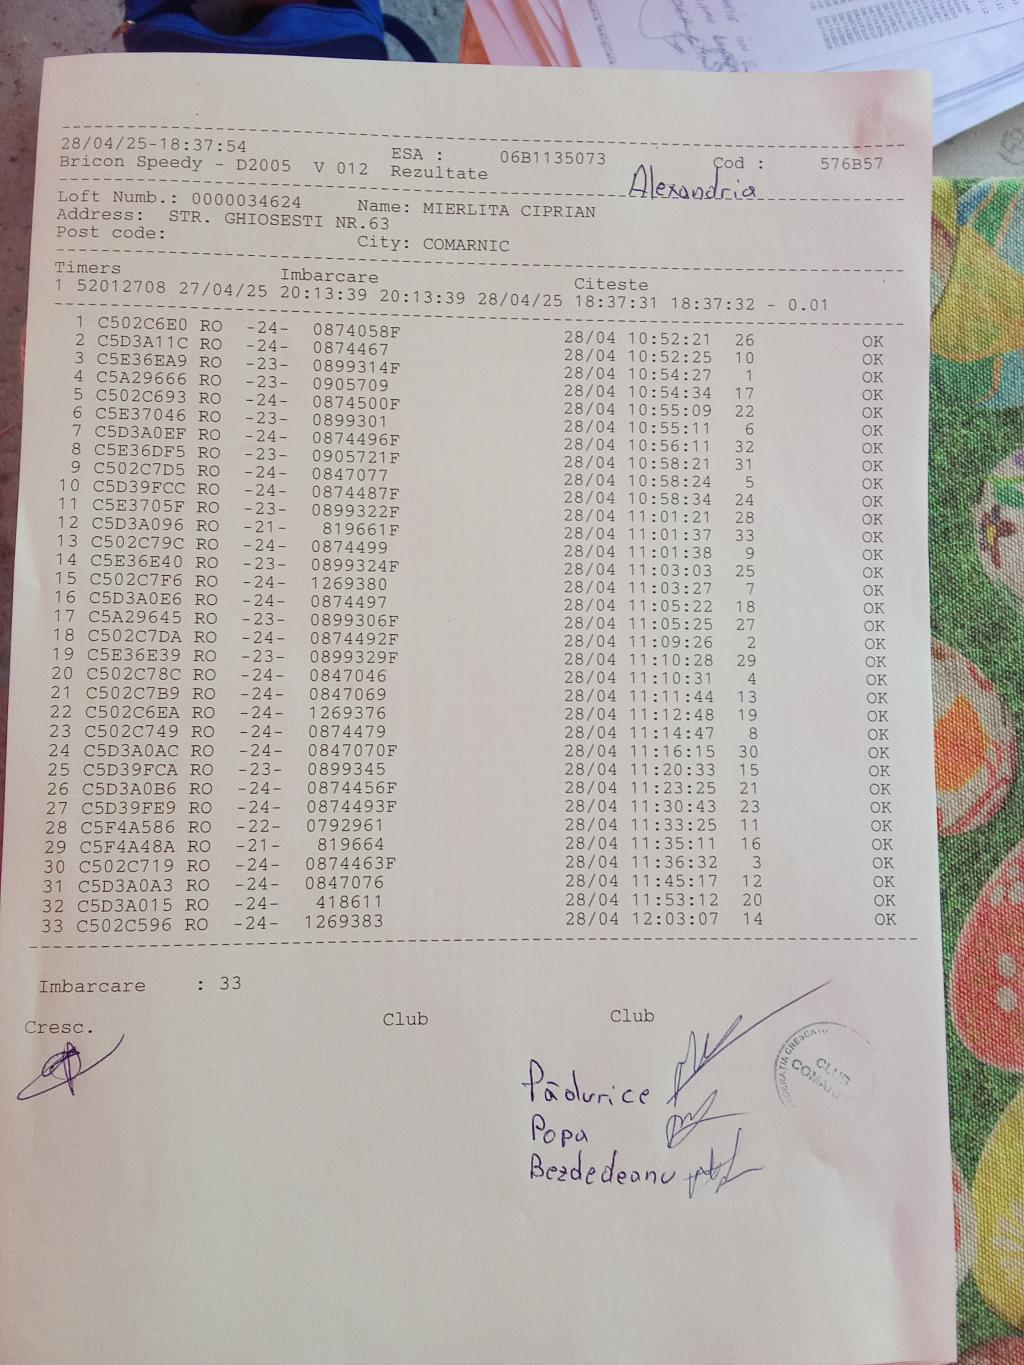 28/04/25-18:37:54 ESA : 06B1135073 Cod : 576B57
Bricon Speedy - D2005 V 012 Rezultate Alexandria
Loft Numb.: 0000034624 Name: MIERLITA CIPRIAN
Address: STR. GHIOSESTI NR.63
Post code: City: COMARNIC
Timers Imbarcare Citeste
1 52012708 27/04/25 20:13:39 20:13:39 28/04/25 18:37:31 18:37:32 - 0.01
1 C502C6E0 RO -24- 0874058F 28/04 10:52:21 26 OK
2 C5D3A11C RO -24- 0874467 28/04 10:52:25 10 OK
3 C5E36EA9 RO -23- 0899314F 28/04 10:54:27 1 OK
4 C5A29666 RO -23- 0905709 28/04 10:54:34 17 OK
5 C502C693 RO -24- 0874500F 28/04 10:55:09 22 OK
6 C5E37046 RO -23- 0899301 28/04 10:55:11 6 OK
7 C5D3A0EF RO -24- 0874496F 28/04 10:56:11 32 OK
8 C5E36DF5 RO -23- 0905721F 28/04 10:58:21 31 OK
9 C502C7D5 RO -24- 0847077 28/04 10:58:24 5 OK
10 C5D39FCC RO -24- 0874487F 28/04 10:58:34 24 OK
11 C5E3705F RO -23- 0899322F 28/04 11:01:21 28 OK
12 C5D3A096 RO -21- 819661F 28/04 11:01:37 33 OK
13 C502C79C RO -24- 0874499 28/04 11:01:38 9 OK
14 C5E36E40 RO -23- 0899324F 28/04 11:03:03 25 OK
15 C502C7F6 RO -24- 1269380 28/04 11:03:27 7 OK
16 C5D3A0E6 RO -24- 0874497 28/04 11:05:22 18 OK
17 C5A29645 RO -23- 0899306F 28/04 11:05:25 27 OK
18 C502C7DA RO -24- 0874492F 28/04 11:09:26 2 OK
19 C5E36E39 RO -23- 0899329F 28/04 11:10:28 29 OK
20 C502C78C RO -24- 0847046 28/04 11:10:31 4 OK
21 C502C7B9 RO -24- 0847069 28/04 11:11:44 13 OK
22 C502C6EA RO -24- 1269376 28/04 11:12:48 19 OK
23 C502C749 RO -24- 0874479 28/04 11:14:47 8 OK
24 C5D3A0AC RO -24- 0847070F 28/04 11:16:15 30 OK
25 C5D39FCA RO -23- 0899345 28/04 11:20:33 15 OK
26 C5D3A0B6 RO -24- 0874456F 28/04 11:23:25 21 OK
27 C5D39FE9 RO -24- 0874493F 28/04 11:30:43 23 OK
28 C5F4A586 RO -22- 0792961 28/04 11:33:25 11 OK
29 C5F4A48A RO -21- 819664 28/04 11:35:11 16 OK
30 C502C719 RO -24- 0874463F 28/04 11:36:32 3 OK
31 C5D3A0A3 RO -24- 0847076 28/04 11:45:17 12 OK
32 C5D3A015 RO -24- 418611 28/04 11:53:12 20 OK
33 C502C596 RO -24- 1269383 28/04 12:03:07 14 OK
Imbarcare : 33
Cresc. Club Club
Pădurice
Popa
Bezdedeanu
CLUB